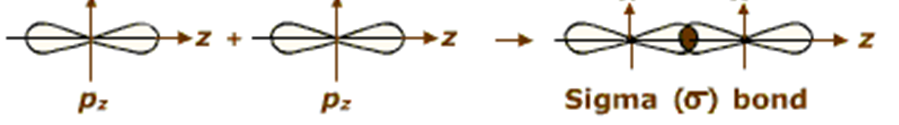 z + z → z
pz pz Sigma (σ) bond